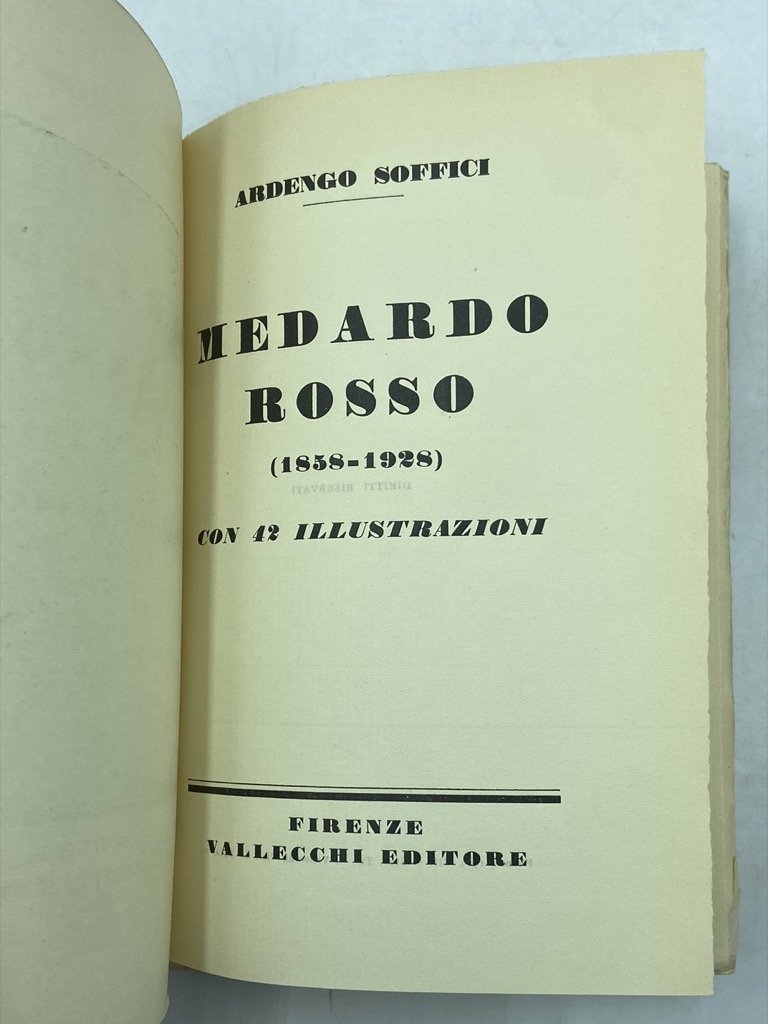 ARDENGO SOFFICI
MEDARDO
ROSSO
(1858-1928)
DIRITTI RISERVATI
CON 42 ILLUSTRAZIONI
FIRENZE
VALLECCHI EDITORE